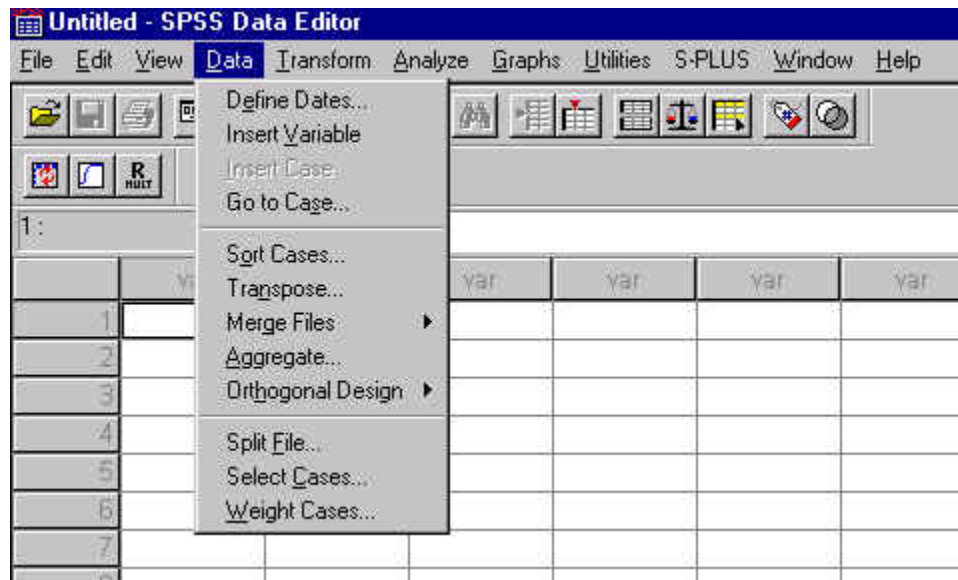 Untitled - SPSS Data Editor
File Edit View Data Transform Analyze Graphs Utilities S-PLUS Window Help
Define Dates...
Insert Variable
Insert Case
Go to Case...
R
MULT
1 :
Sort Cases...
var var var var
Transpose...
1
Merge Files
2
Aggregate...
3
Orthogonal Design
4
Split File...
5
Select Cases...
6
Weight Cases...
7